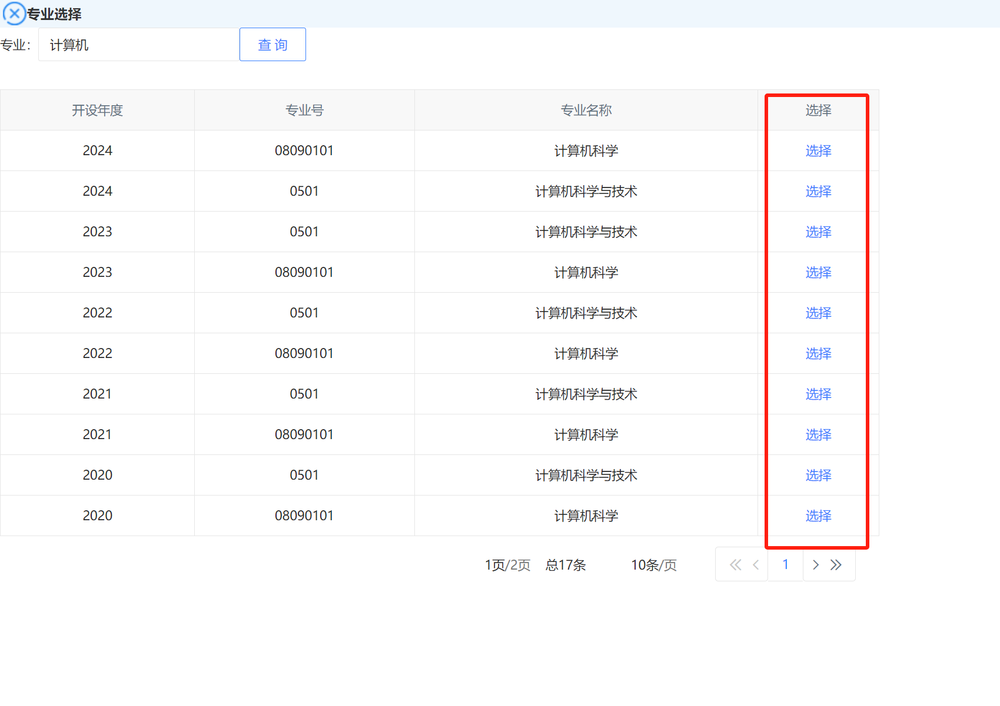 专业选择
专业： 计算机 查 询
开设年度 专业号 专业名称 选择
2024 08090101 计算机科学 选择
2024 0501 计算机科学与技术 选择
2023 0501 计算机科学与技术 选择
2023 08090101 计算机科学 选择
2022 0501 计算机科学与技术 选择
2022 08090101 计算机科学 选择
2021 0501 计算机科学与技术 选择
2021 08090101 计算机科学 选择
2020 0501 计算机科学与技术 选择
2020 08090101 计算机科学 选择
1页/2页 总17条 10条/页 1